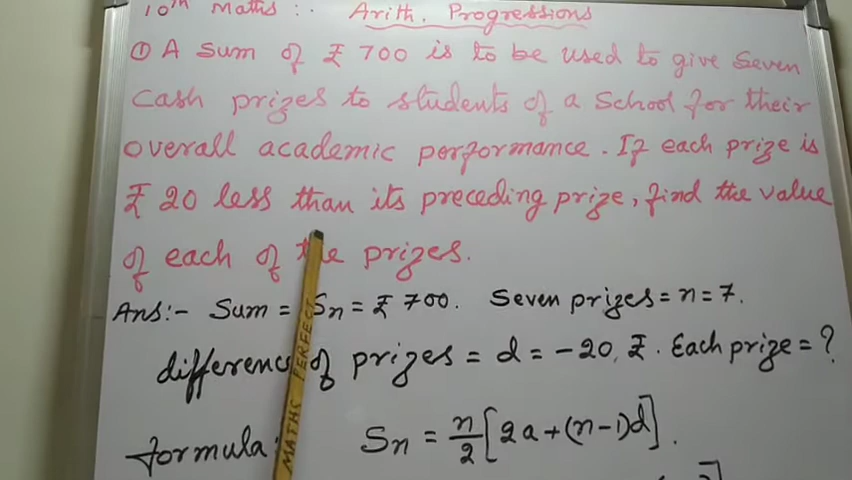 10th Maths :- Arith. Progressions
① A Sum of ₹ 700 is to be used to give Seven
Cash prizes to students of a School for their
overall academic performance. If each prize is
₹ 20 less than its preceding prize, find the value
of each of the prizes.
Ans:- Sum = Sn = ₹ 700. Seven prizes = n = 7.
difference of prizes = d = -20, ₹. Each prize = ?
formula: Sn = n/2 [2a + (n-1)d].
MATHS PERFECT